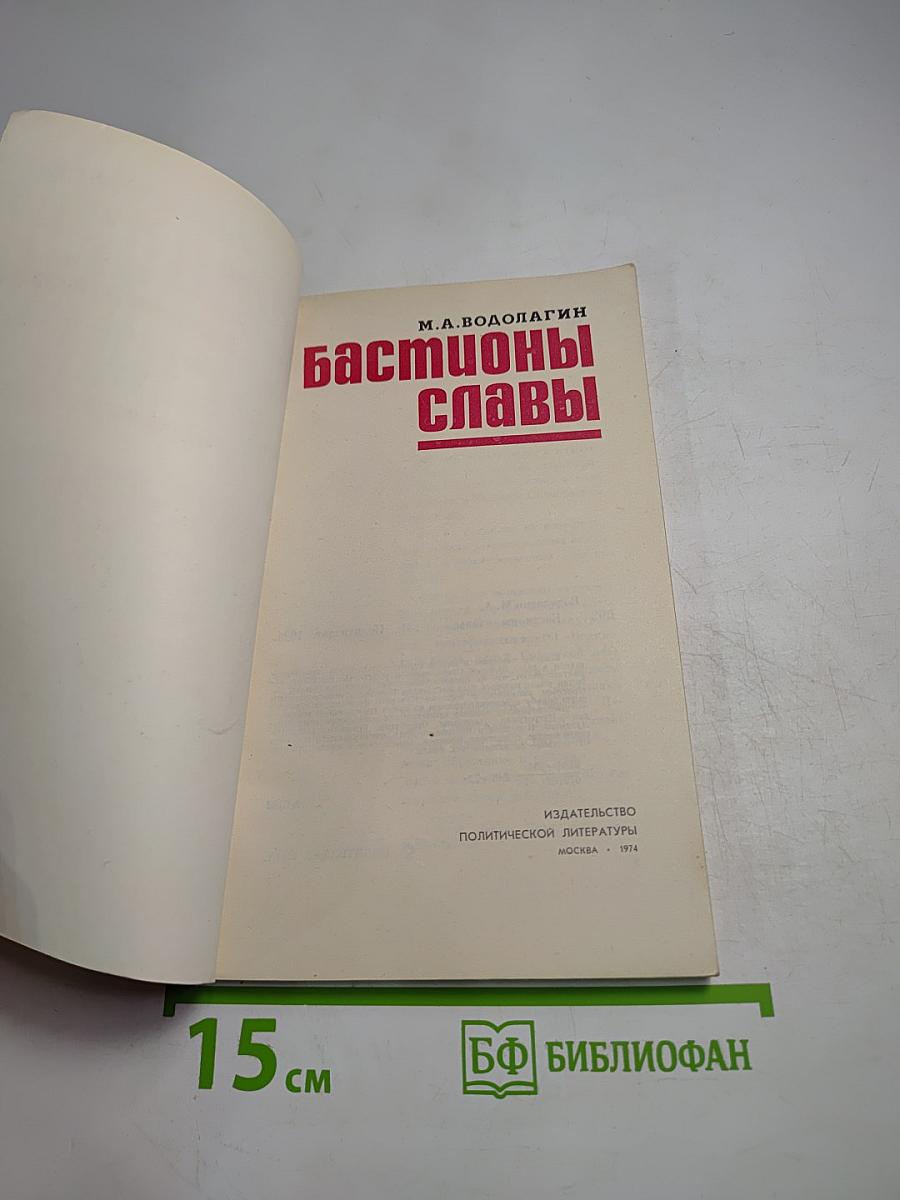 М.А.ВОДОЛАГИН
Бастионы
славы
ИЗДАТЕЛЬСТВО
ПОЛИТИЧЕСКОЙ ЛИТЕРАТУРЫ
МОСКВА • 1974
15 см
БФ БИБЛИОФАН